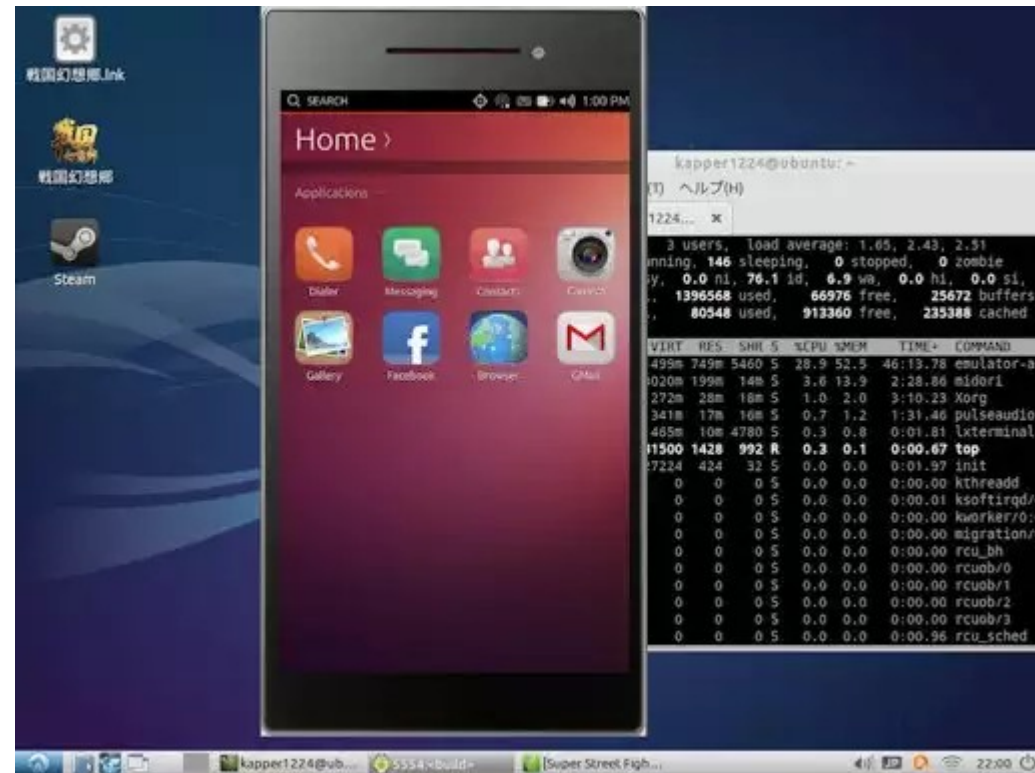 戦国幻想郷.lnk
戦国幻想郷
Steam
SEARCH
1:00 PM
Home >
Applications
Dialer
Messaging
Contacts
Camera
Gallery
Facebook
Browser
GMail
kapper1224@ubuntu: ~
(T) ヘルプ(H)
1224... ×
3 users, load average: 1.65, 2.43, 2.51
nning, 146 sleeping, 0 stopped, 0 zombie
sy, 0.0 ni, 76.1 id, 6.9 wa, 0.0 hi, 0.0 si,
1396568 used, 66976 free, 25672 buffer
80548 used, 913360 free, 235388 cached
VIRT RES SHR S %CPU %MEM TIME+ COMMAND
499m 749m 5460 S 28.9 52.5 46:13.78 emulator-a
020m 199m 14m S 3.6 13.9 2:28.86 midori
272m 28m 18m S 1.0 2.0 3:10.23 Xorg
341m 17m 16m S 0.7 1.2 1:31.46 pulseaudio
465m 10m 4780 S 0.3 0.8 0:01.81 lxterminal
1500 1428 992 R 0.3 0.1 0:00.67 top
7224 424 32 S 0.0 0.0 0:01.97 init
0 0 0 S 0.0 0.0 0:00.00 kthreadd
0 0 0 S 0.0 0.0 0:00.01 ksoftirqd/
0 0 0 S 0.0 0.0 0:00.00 kworker/0:
0 0 0 S 0.0 0.0 0:00.00 migration/
0 0 0 S 0.0 0.0 0:00.00 rcu_bh
0 0 0 S 0.0 0.0 0:00.00 rcuob/0
0 0 0 S 0.0 0.0 0:00.00 rcuob/1
0 0 0 S 0.0 0.0 0:00.00 rcuob/2
0 0 0 S 0.0 0.0 0:00.00 rcuob/3
0 0 0 S 0.0 0.0 0:00.96 rcu_sched
kapper1224@ub...
5554:<build>
[Super Street Figh...
22:00